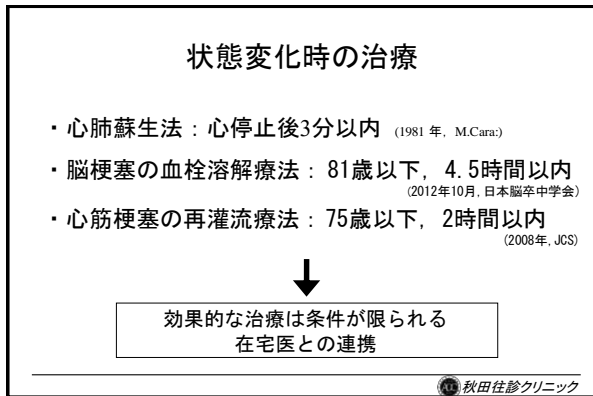 状態変化時の治療
・心肺蘇生法：心停止後3分以内 (1981 年, M.Cara:)
・脳梗塞の血栓溶解療法：81歳以下, 4.5時間以内
(2012年10月,日本脳卒中学会)
・心筋梗塞の再灌流療法：75歳以下, 2時間以内
(2008年,JCS)
効果的な治療は条件が限られる
在宅医との連携
秋田往診クリニック